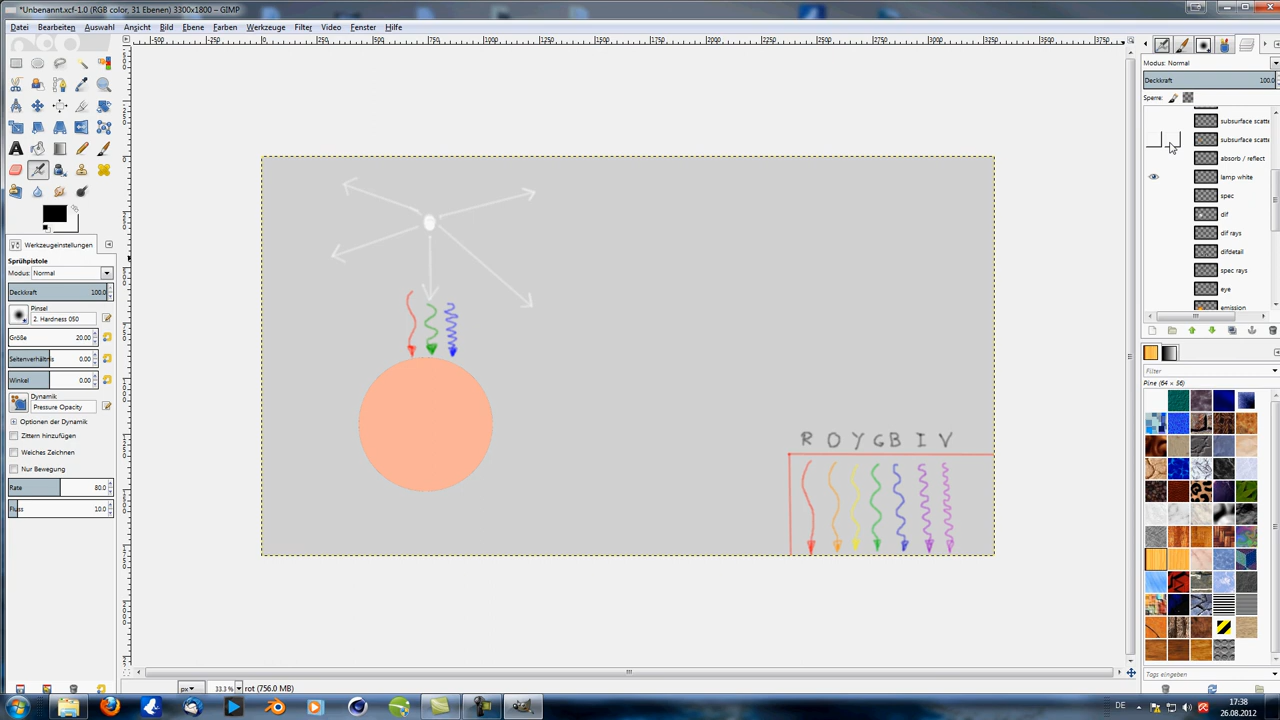 *Unbenannt.xcf-1.0 (RGB color, 31 Ebenen) 3300x1800 – GIMP
Datei Bearbeiten Auswahl Ansicht Bild Ebene Farben Werkzeuge Filter Video Fenster Hilfe
Modus: Normal
Deckkraft 100.0
Sperre:
subsurface scatte
subsurface scatte
absorb / reflect
lamp white
spec
dif
dif rays
difdetail
spec rays
eye
emission
Werkzeugeinstellungen
Sprühpistole
Modus: Normal
Deckkraft 100.0
Pinsel
2. Hardness 050
Größe 20.00
Seitenverhältnis 0.00
Winkel 0.00
Dynamik
Pressure Opacity
Optionen der Dynamik
Zittern hinzufügen
Weiches Zeichnen
Nur Bewegung
Rate 80.0
Fluss 10.0
R O Y G B I V
Filter
Pine (64 × 56)
Tags eingeben
px 33.3 % rot (756.0 MB)
DE 17:38
26.08.2012